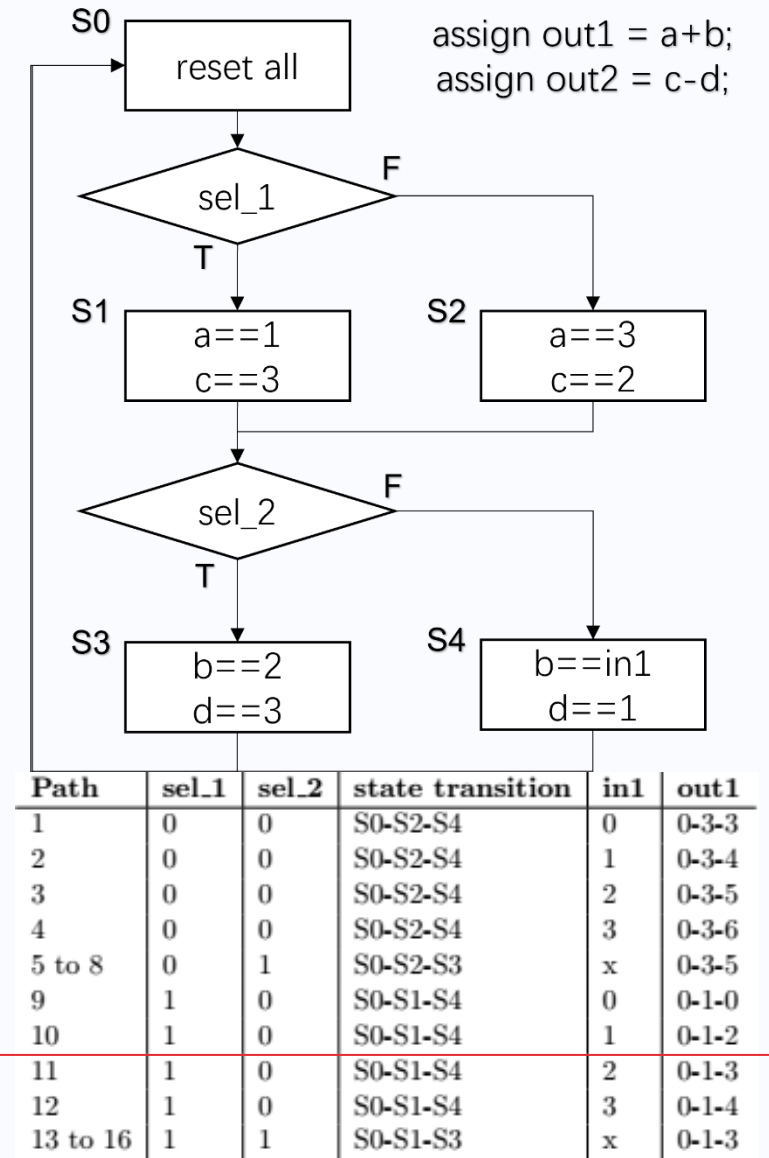 S0
reset all
assign out1 = a+b;
assign out2 = c-d;
sel_1
F
T
S1
a==1
c==3
S2
a==3
c==2
sel_2
F
T
S3
b==2
d==3
S4
b==in1
d==1
Path sel_1 sel_2 state transition in1 out1
1 0 0 S0-S2-S4 0 0-3-3
2 0 0 S0-S2-S4 1 0-3-4
3 0 0 S0-S2-S4 2 0-3-5
4 0 0 S0-S2-S4 3 0-3-6
5 to 8 0 1 S0-S2-S3 x 0-3-5
9 1 0 S0-S1-S4 0 0-1-0
10 1 0 S0-S1-S4 1 0-1-2
11 1 0 S0-S1-S4 2 0-1-3
12 1 0 S0-S1-S4 3 0-1-4
13 to 16 1 1 S0-S1-S3 x 0-1-3